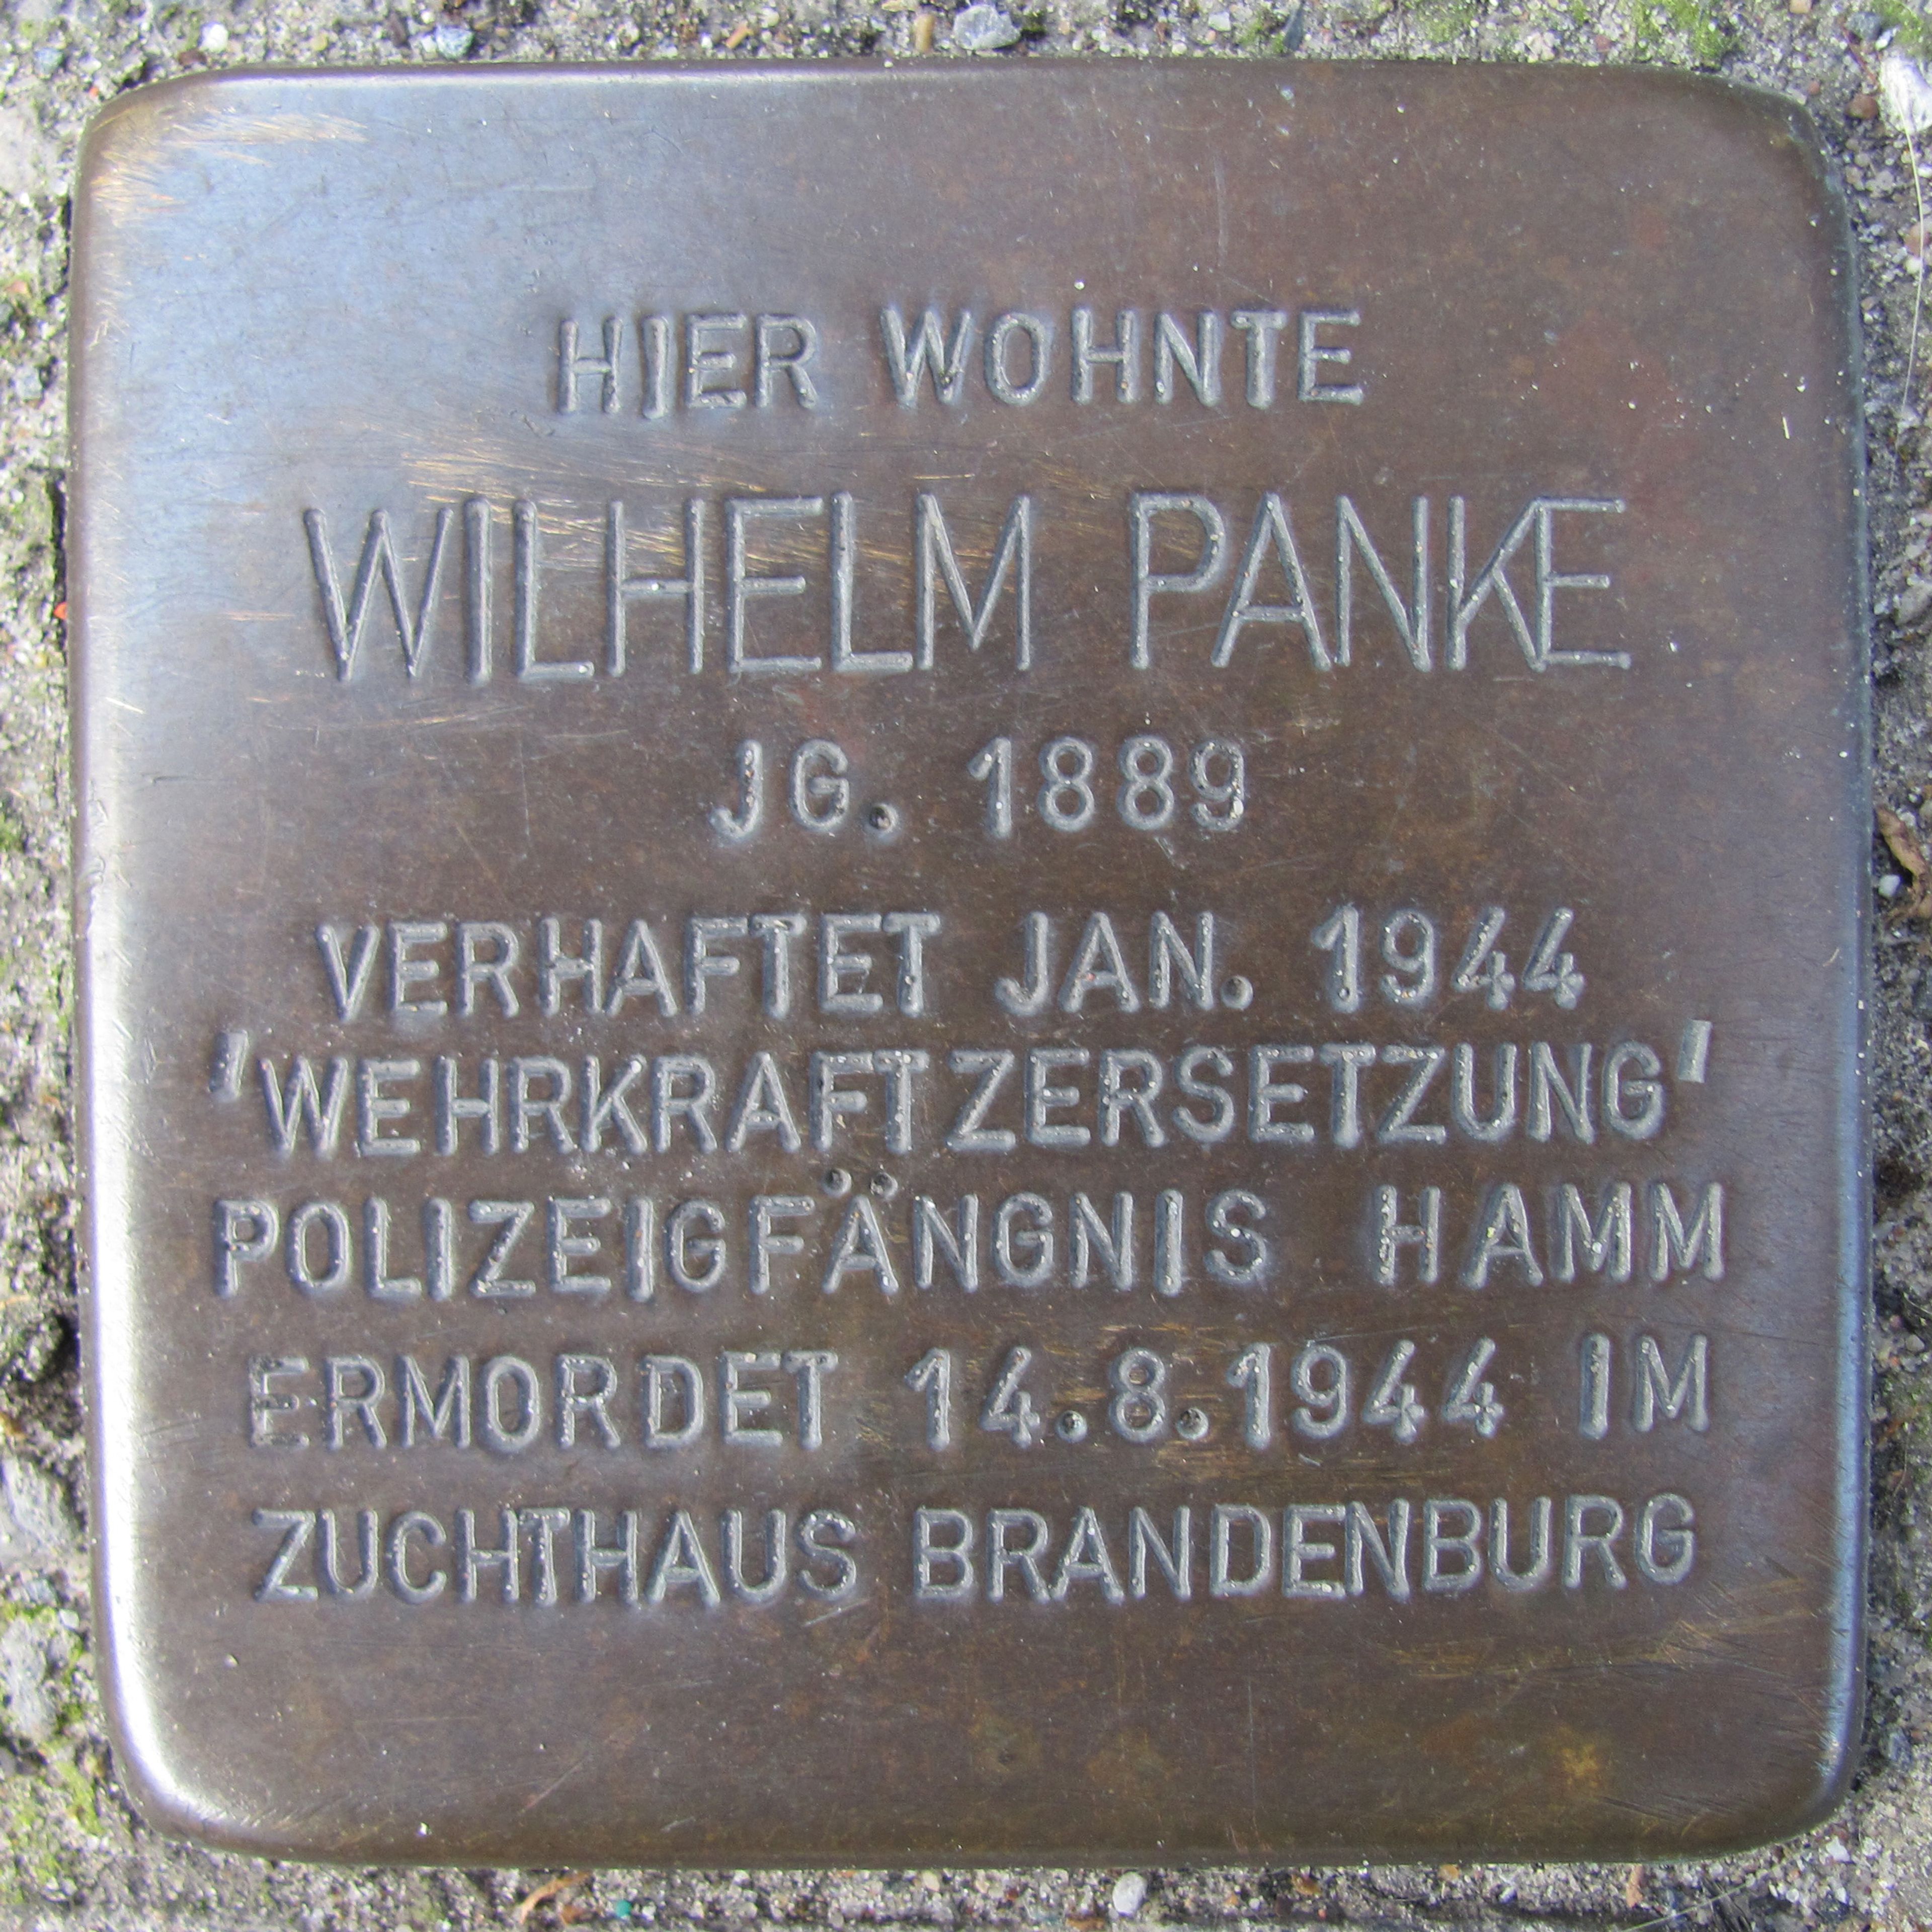 HIER WOHNTE
WILHELM PANKE
JG. 1889
VERHAFTET JAN. 1944
'WEHRKRAFTZERSETZUNG'
POLIZEIGFÄNGNIS HAMM
ERMORDET 14.8.1944 IM
ZUCHTHAUS BRANDENBURG